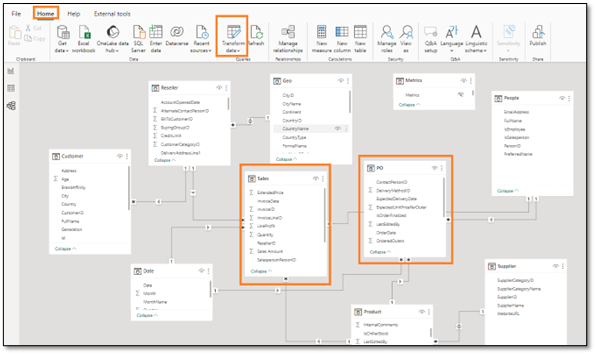 File Home Help External tools
Paste Cut Copy
Get data Excel workbook OneLake data hub SQL Server Enter data Dataverse Recent sources Transform data Refresh Manage relationships New measure New column New table Manage roles View as Q&A setup Language Linguistic schema Sensitivity Publish
Clipboard Data Queries Relationships Calculations Security Q&A Sensitivity Share
Reseller
AccountOpenedDate
AlternateContactPersonID
BillToCustomerID
BuyingGroupID
CreditLimit
CustomerCategoryID
DeliveryAddressLine1
Collapse
Geo
CityID
CityName
Continent
CountryID
CountryName
CountryType
FormalName
Collapse
Metrics
Metrics
Collapse
People
EmailAddress
FullName
IsEmployee
IsSalesperson
PersonID
PreferredName
Collapse
Customer
Address
Age
BrandAffinity
City
Country
CustomerID
FullName
Generation
Id
Collapse
Sales
ExtendedPrice
InvoiceDate
InvoiceID
InvoiceLineID
LineProfit
Quantity
ResellerID
Sales Amount
SalespersonPersonID
Collapse
PO
ContactPersonID
DeliveryMethodID
ExpectedDeliveryDate
ExpectedUnitPricePerOuter
IsOrderFinalized
LastEditedBy
OrderDate
OrderedOuters
Collapse
Date
Date
Month
MonthName
Collapse
Supplier
SupplierCategoryID
SupplierCategoryName
SupplierID
SupplierName
WebsiteURL
Collapse
Product
InternalComments
IsChillerStock
LastEditedBy
Collapse